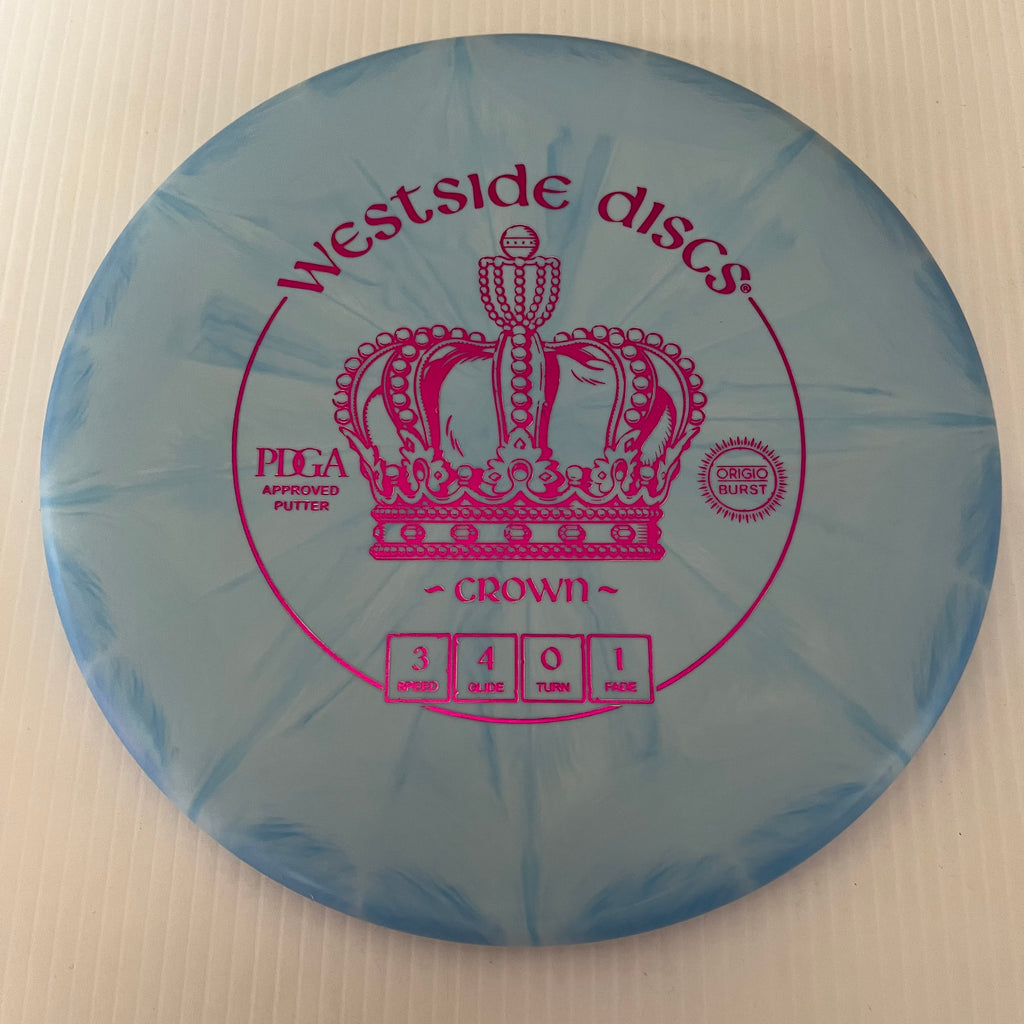 westside discs®
PDGA
APPROVED
PUTTER
ORIGIO
BURST
~ CROWN ~
3 4 0 1
SPEED GLIDE TURN FADE